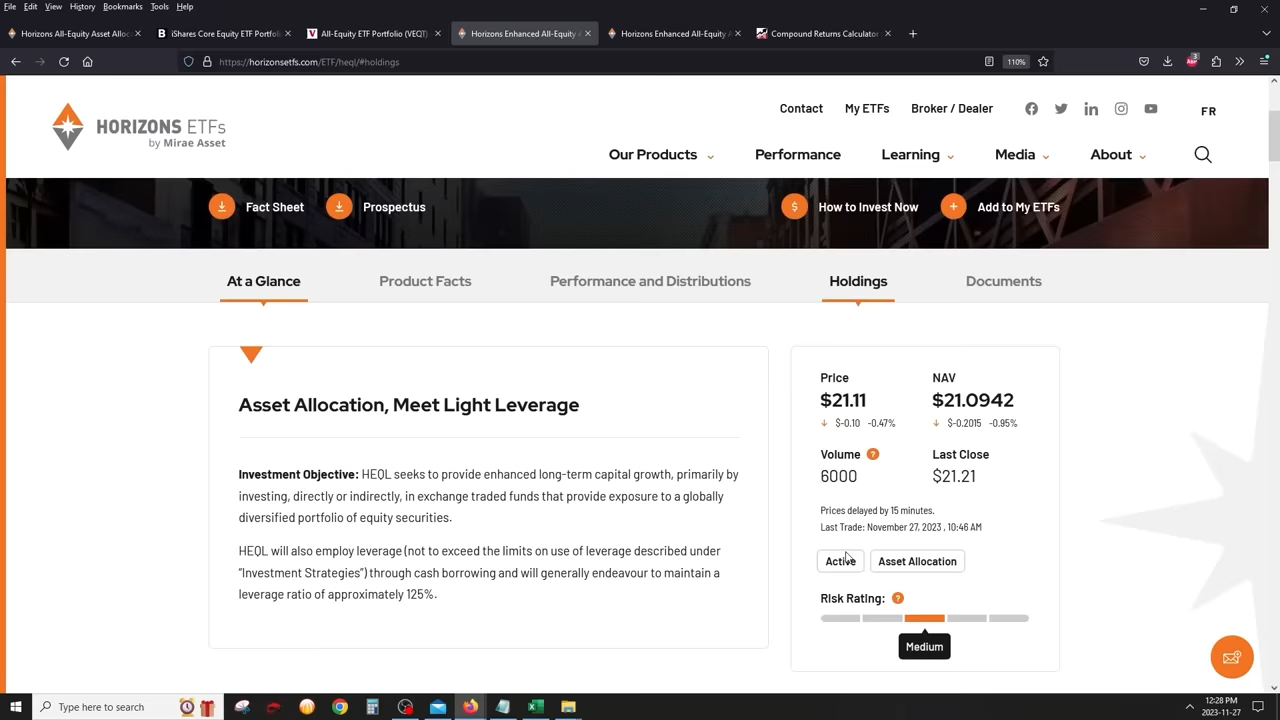 File Edit View History Bookmarks Tools Help
Horizons All-Equity Asset Alloc
iShares Core Equity ETF Portfoli
All-Equity ETF Portfolio (VEQT)
Horizons Enhanced All-Equity A
Horizons Enhanced All-Equity A
Compound Returns Calculator
https://horizonsetfs.com/ETF/heql/#holdings
110%
3
HORIZONS ETFs
by Mirae Asset
Contact My ETFs Broker / Dealer
FR
Our Products Performance Learning Media About
Fact Sheet Prospectus How to Invest Now Add to My ETFs
At a Glance Product Facts Performance and Distributions Holdings Documents
Asset Allocation, Meet Light Leverage
Investment Objective: HEQL seeks to provide enhanced long-term capital growth, primarily by
investing, directly or indirectly, in exchange traded funds that provide exposure to a globally
diversified portfolio of equity securities.
HEQL will also employ leverage (not to exceed the limits on use of leverage described under
"Investment Strategies") through cash borrowing and will generally endeavour to maintain a
leverage ratio of approximately 125%.
Price NAV
$21.11 $21.0942
$-0.10 -0.47% $-0.2015 -0.95%
Volume ? Last Close
6000 $21.21
Prices delayed by 15 minutes.
Last Trade: November 27, 2023 , 10:46 AM
Active Asset Allocation
Risk Rating: ?
Medium
Type here to search
12:28 PM
2023-11-27